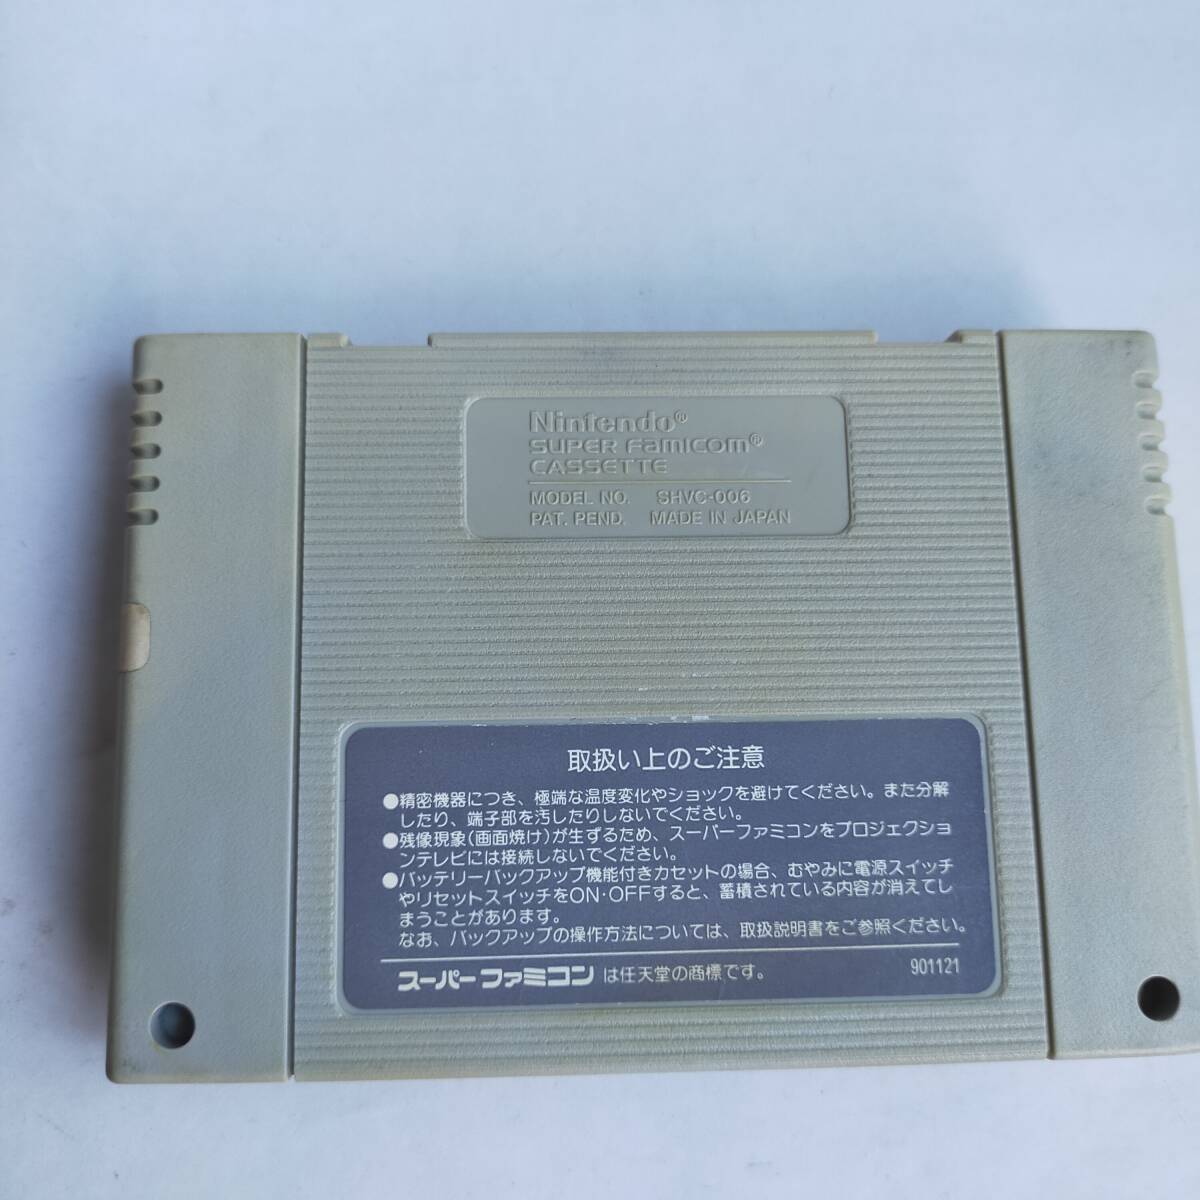 Nintendo®
SUPER FAMICOM®
CASSETTE
MODEL NO. SHVC-006
PAT. PEND. MADE IN JAPAN
取扱い上のご注意
●精密機器につき、極端な温度変化やショックを避けてください。また分解
したり、端子部を汚したりしないでください。
●残像現象(画面焼け)が生ずるため、スーパーファミコンをプロジェクショ
ンテレビには接続しないでください。
●バッテリーバックアップ機能付きカセットの場合、むやみに電源スイッチ
やリセットスイッチをON・OFFすると、蓄積されている内容が消えてし
まうことがあります。
なお、バックアップの操作方法については、取扱説明書をご参照ください。
スーパーファミコン は任天堂の商標です。 901121